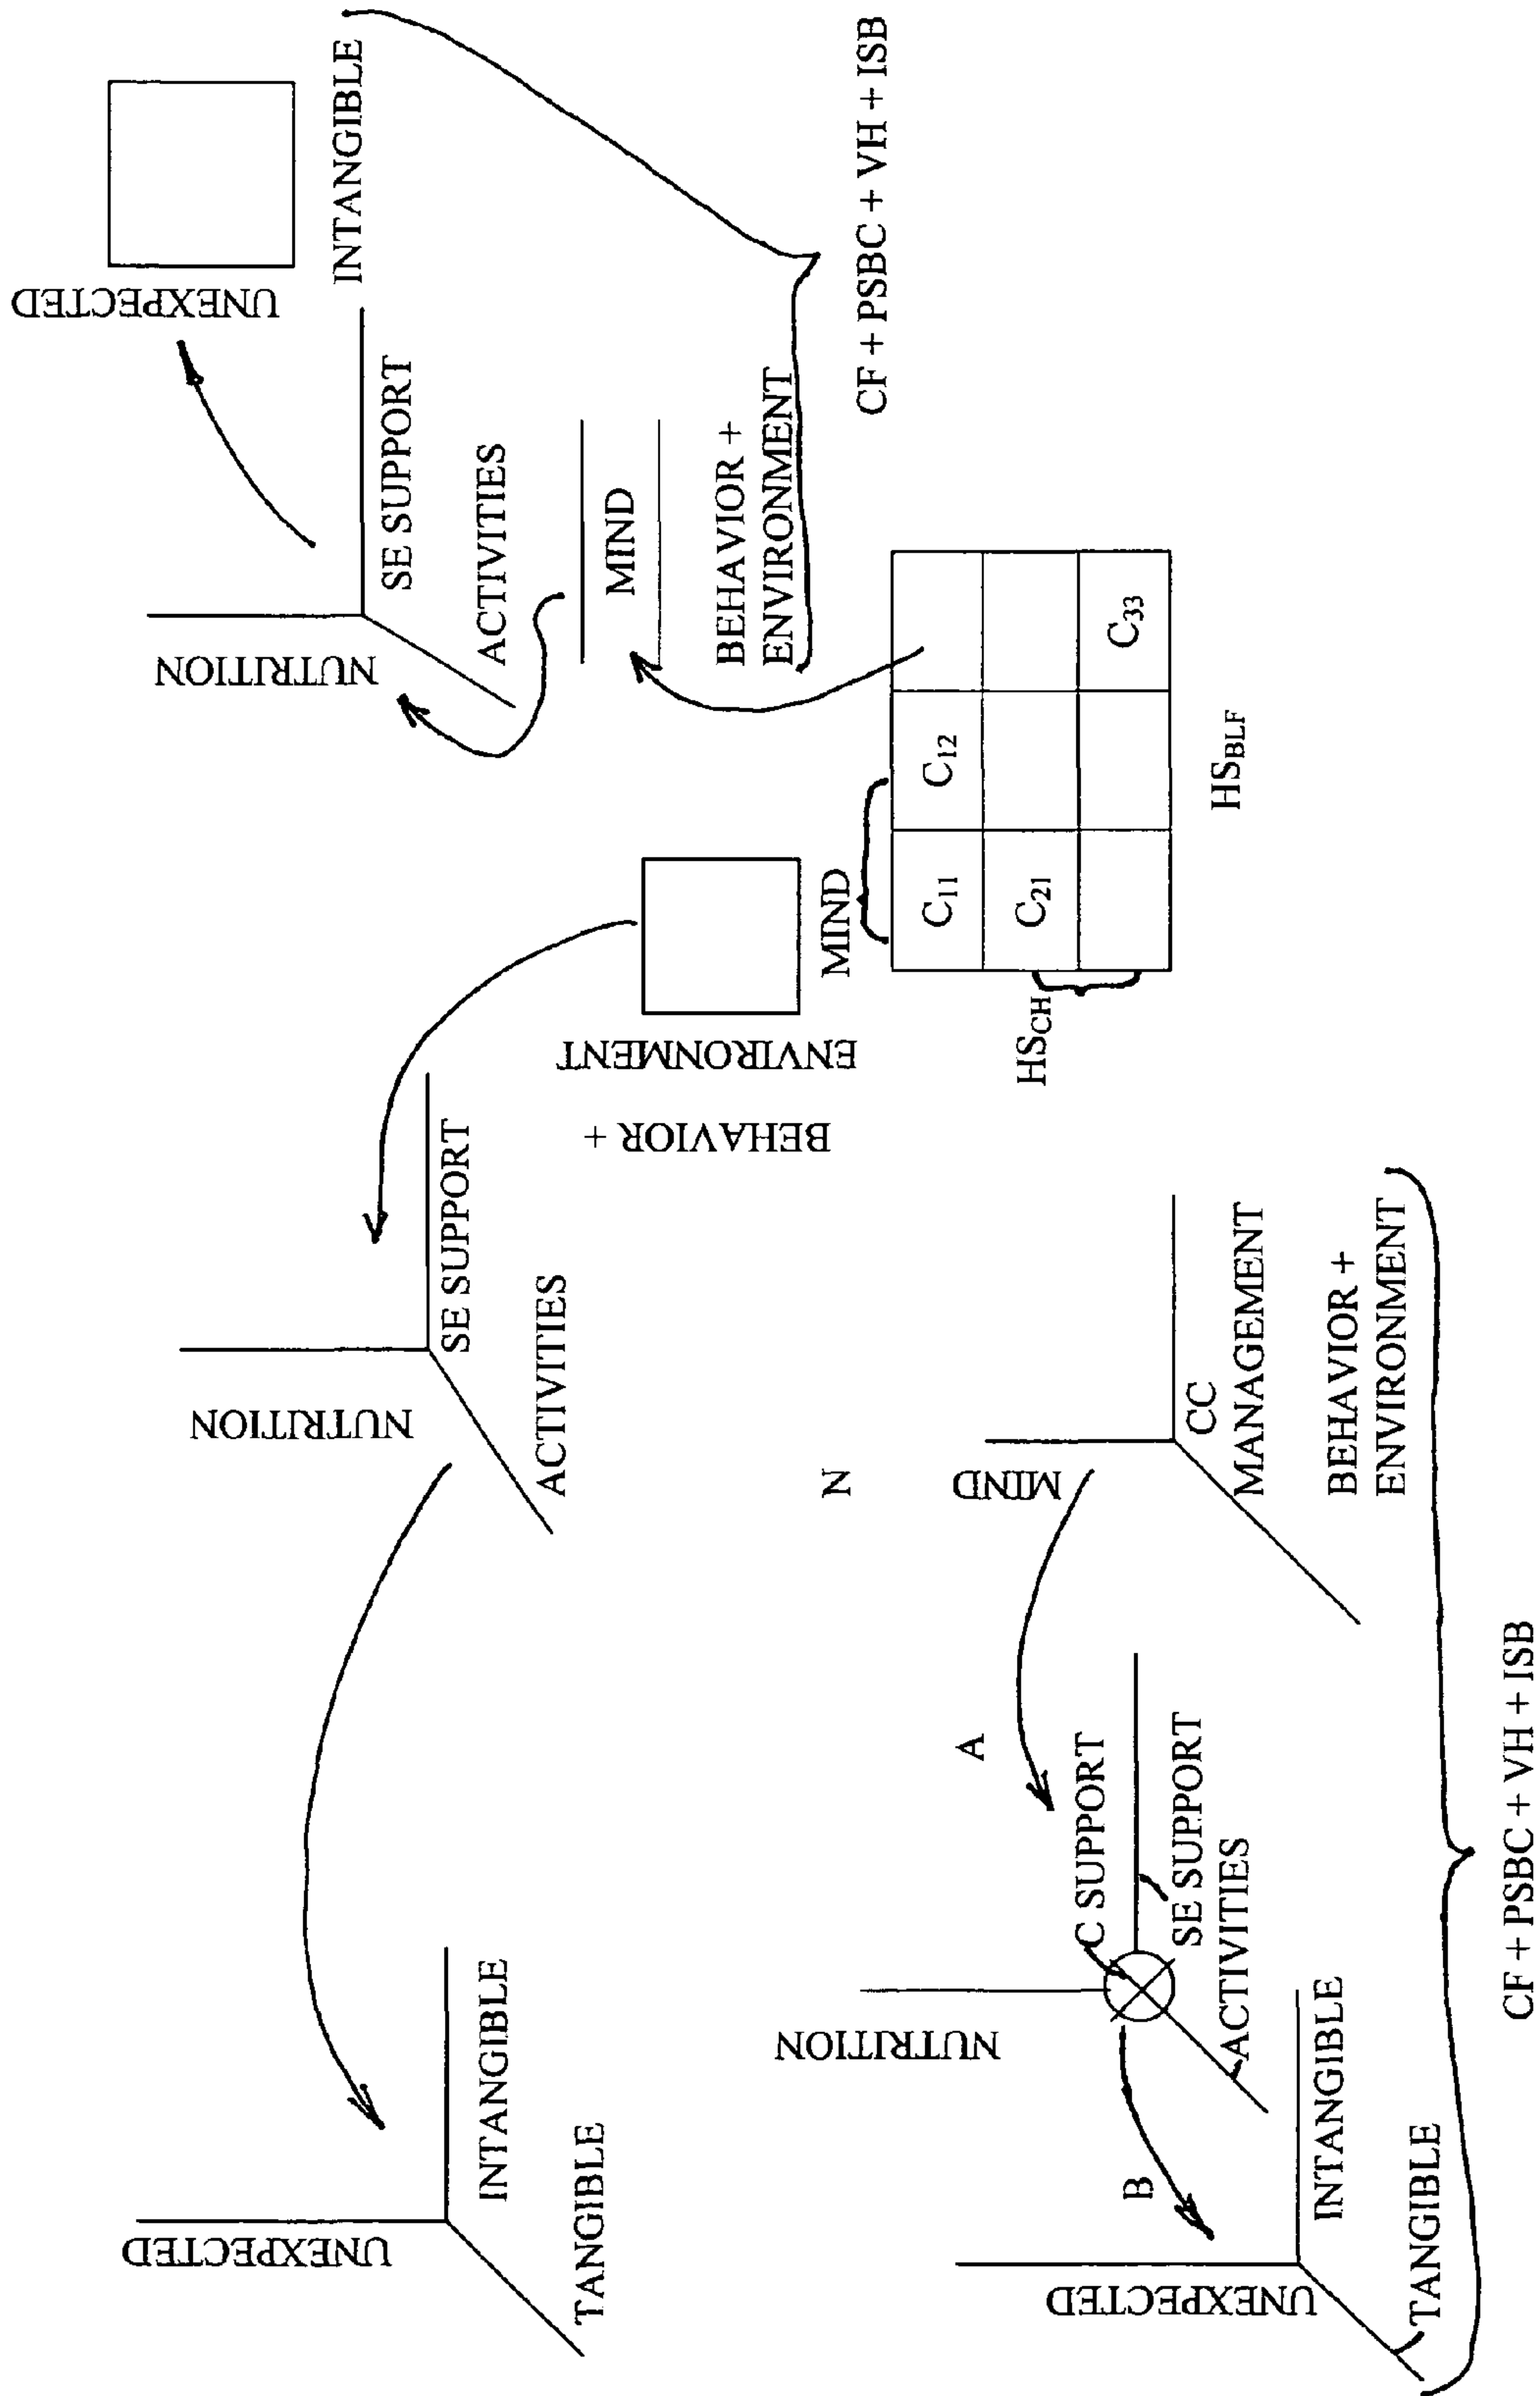 UNEXPECTED
INTANGIBLE
TANGIBLE
NUTRITION
SE SUPPORT
ACTIVITIES
BEHAVIOR +
ENVIRONMENT
MIND
NUTRITION
SE SUPPORT
ACTIVITIES
MIND
BEHAVIOR +
ENVIRONMENT
UNEXPECTED
INTANGIBLE
CF + PSBC + VH + ISB
N
UNEXPECTED
INTANGIBLE
TANGIBLE
B
NUTRITION
C SUPPORT
SE SUPPORT
ACTIVITIES
A
MIND
CC
MANAGEMENT
BEHAVIOR +
ENVIRONMENT
CF + PSBC + VH + ISB
HS_CH
C₁₁ C₁₂
C₂₁
C₃₃
HS_BLF